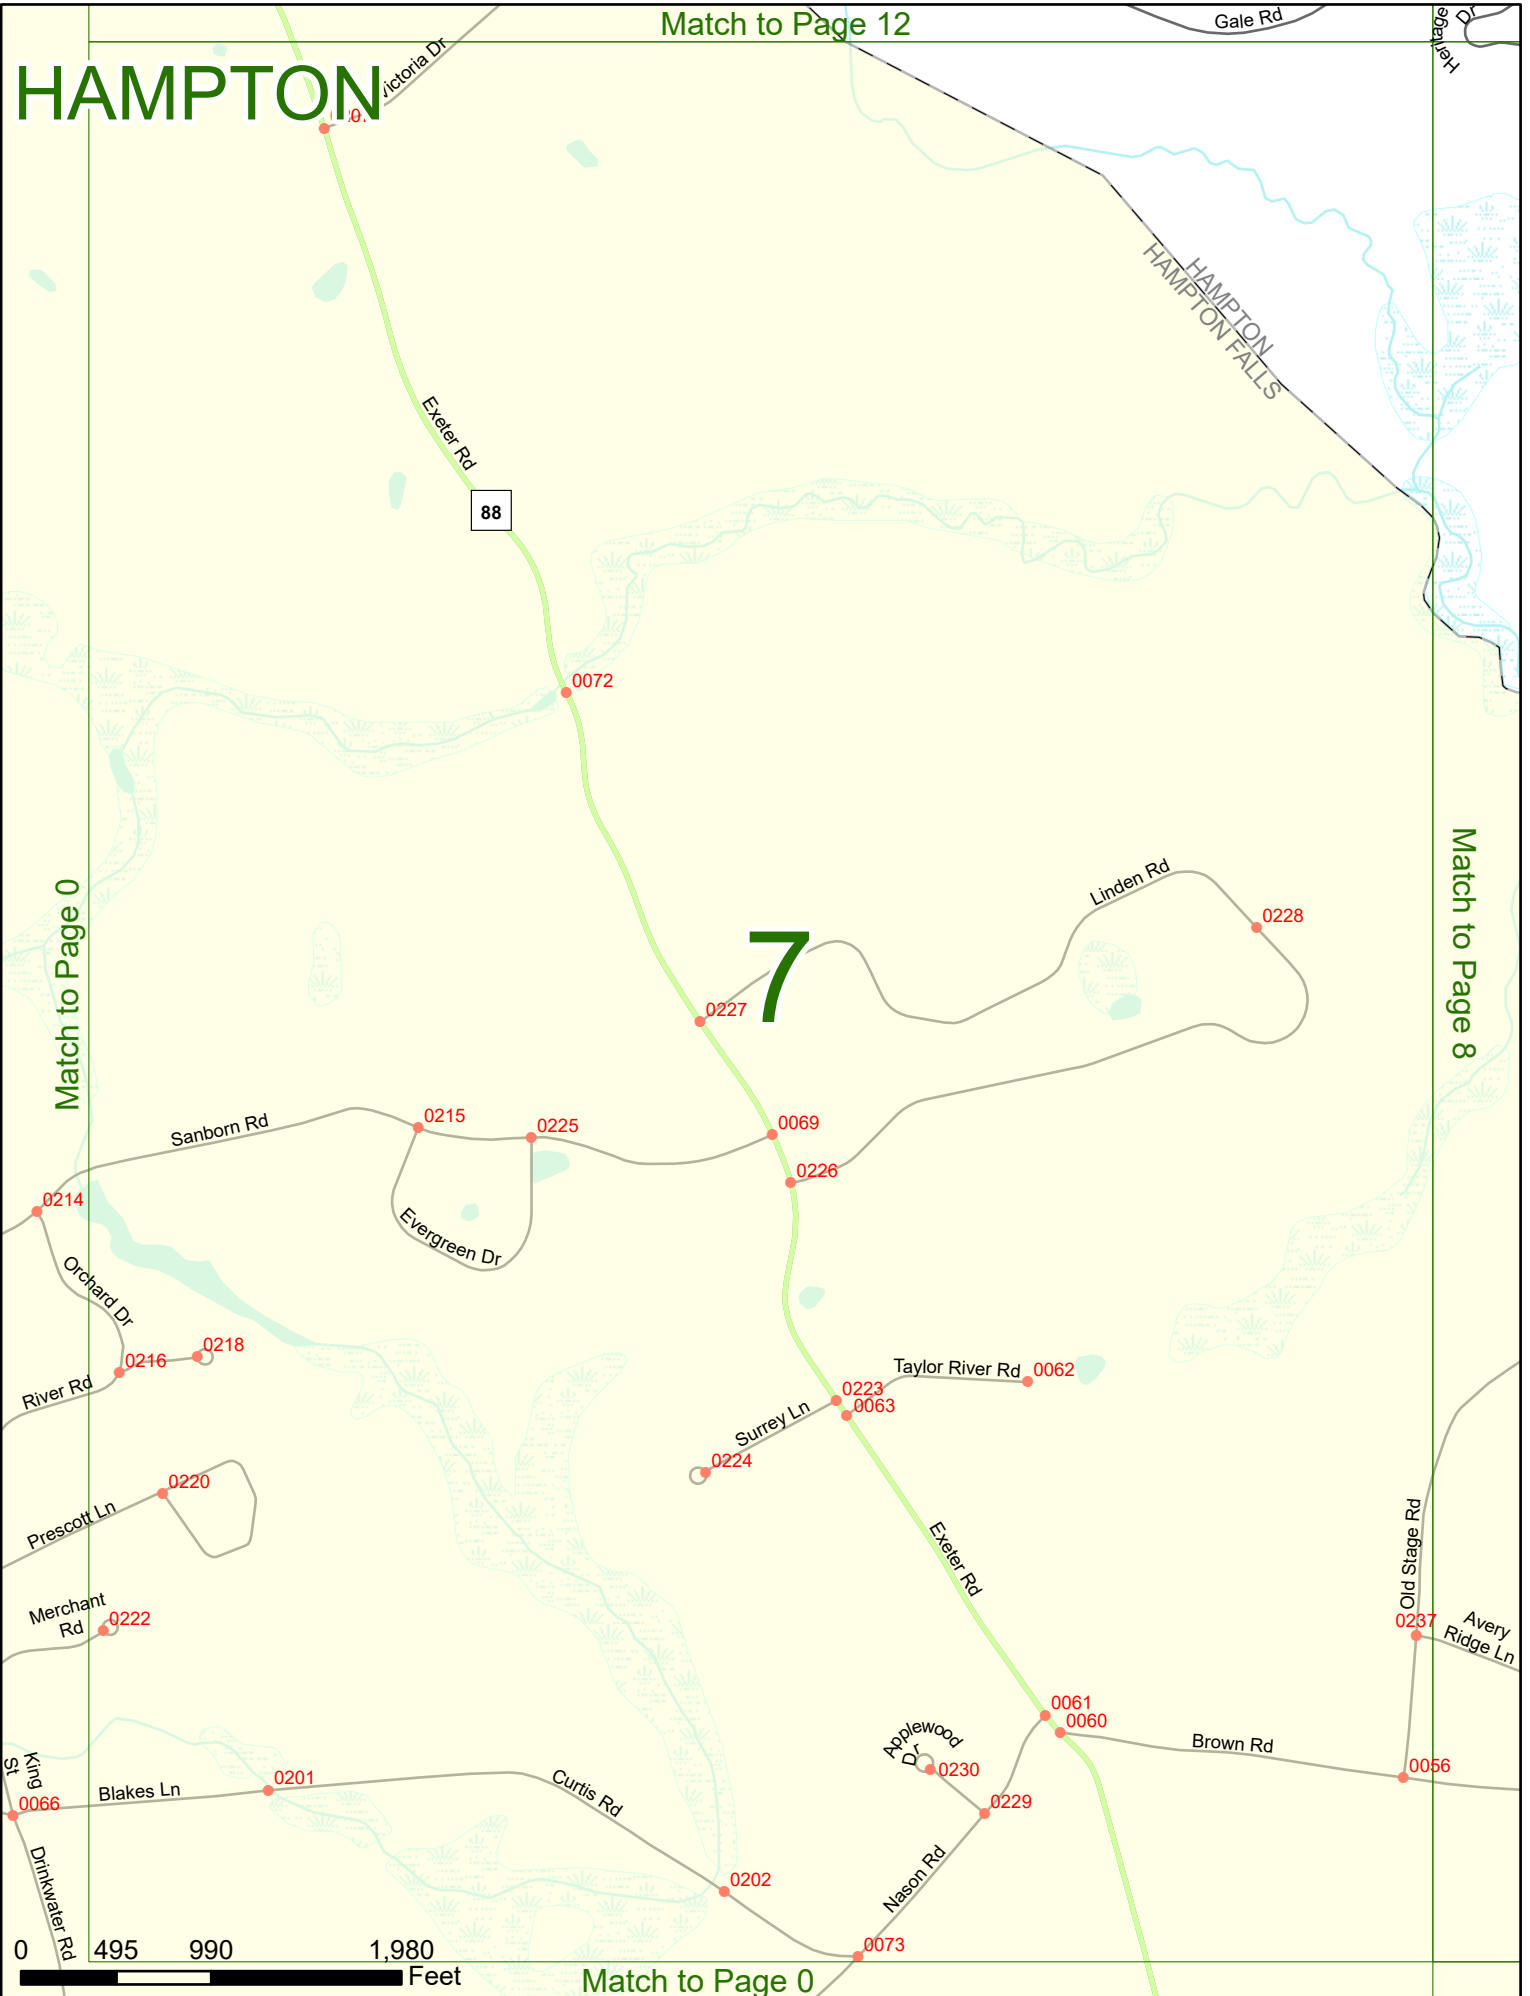 Match to Page 12
Gale Rd
Heritage
Dr
HAMPTON
Victoria Dr
HAMPTON
HAMPTON FALLS
Exeter Rd
88
0072
Match to Page 0
Match to Page 8
Linden Rd
0228
7
0227
Sanborn Rd
0215
0225
0069
0226
0214
Evergreen Dr
Orchard Dr
0218
0216
River Rd
Taylor River Rd
0062
0223
0063
Surrey Ln
0224
0220
Prescott Ln
Exeter Rd
Old Stage Rd
Merchant
Rd
0222
0237
Avery
Ridge Ln
0061
0060
Applewood
Dr
0230
Brown Rd
0056
King
St
0066
Blakes Ln
0201
Curtis Rd
0229
Drinkwater Rd
0202
Nason Rd
0073
0 495 990 1,980
Feet
Match to Page 0